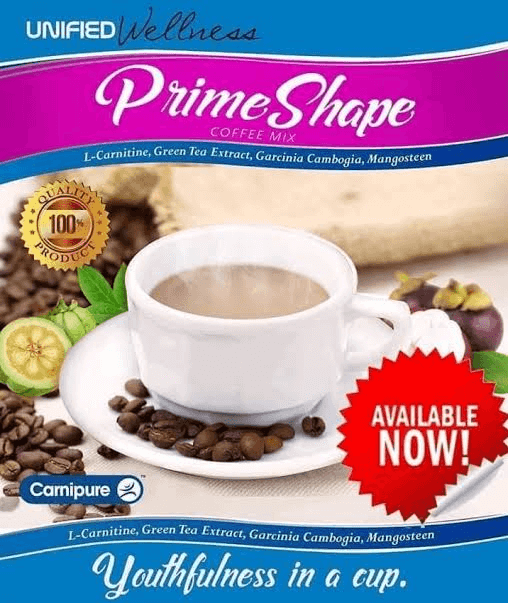 UNIFIED Wellness
PrimeShape
COFFEE MIX
L-Carnitine, Green Tea Extract, Garcinia Cambogia, Mangosteen
QUALITY
100%
PRODUCT
AVAILABLE
NOW!
Carnipure™
L-Carnitine, Green Tea Extract, Garcinia Cambogia, Mangosteen
Youthfulness in a cup.